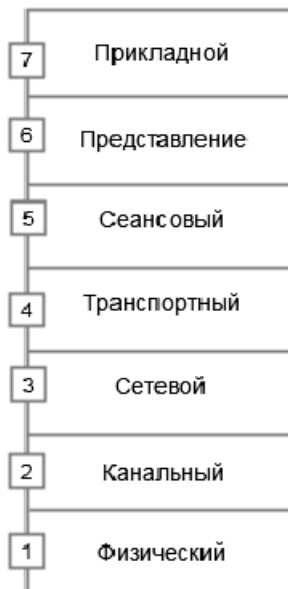 7 Прикладной
6 Представление
5 Сеансовый
4 Транспортный
3 Сетевой
2 Канальный
1 Физический